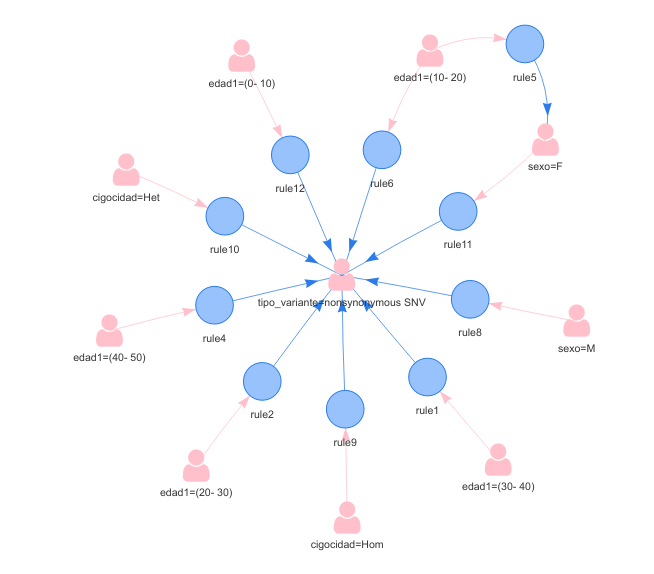 edad1=(0- 10)
edad1=(10- 20)
rule5
sexo=F
rule12
rule6
cigocidad=Het
rule10
rule11
tipo_variante=nonsynonymous SNV
rule4
rule8
edad1=(40- 50)
sexo=M
rule2
rule1
rule9
edad1=(20- 30)
edad1=(30- 40)
cigocidad=Hom